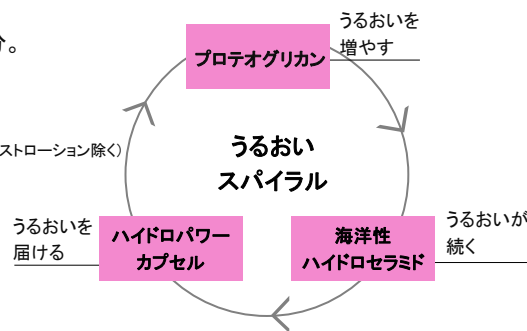 分。
うるおいを
増やす
プロテオグリカン
ストローション除く)
うるおい
スパイラル
うるおいを
届ける
ハイドロパワー
カプセル
海洋性
ハイドロセラミド
うるおいが
続く